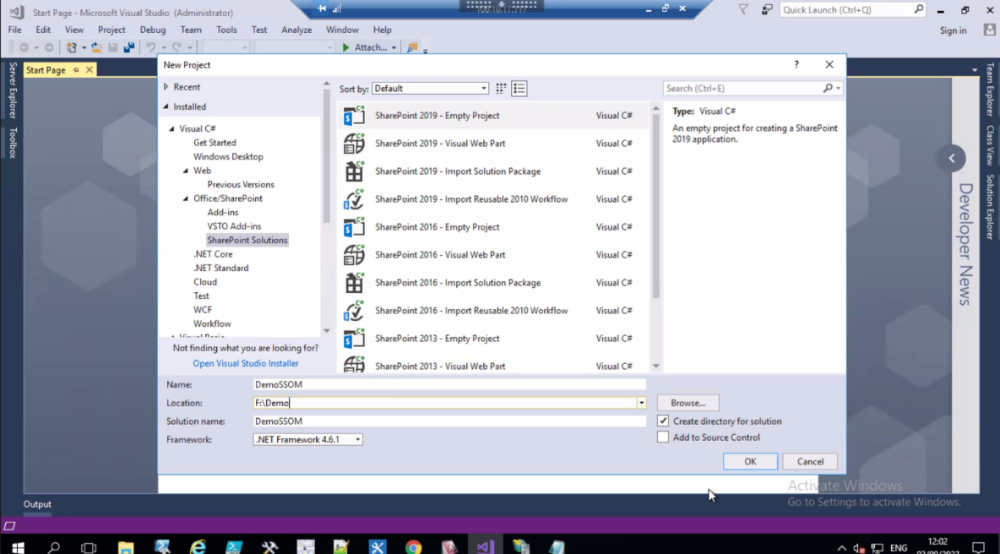 Start Page - Microsoft Visual Studio (Administrator)
Quick Launch (Ctrl+Q)
File Edit View Project Debug Team Tools Test Analyze Window Help
Sign in
Attach...
Start Page
Server Explorer
Toolbox
New Project
?
Recent
Installed
Visual C#
Get Started
Windows Desktop
Web
Previous Versions
Office/SharePoint
Add-ins
VSTO Add-ins
SharePoint Solutions
.NET Core
.NET Standard
Cloud
Test
WCF
Workflow
Visual Basic
Not finding what you are looking for?
Open Visual Studio Installer
Sort by: Default
SharePoint 2019 - Empty Project Visual C#
SharePoint 2019 - Visual Web Part Visual C#
SharePoint 2019 - Import Solution Package Visual C#
SharePoint 2019 - Import Reusable 2010 Workflow Visual C#
SharePoint 2016 - Empty Project Visual C#
SharePoint 2016 - Visual Web Part Visual C#
SharePoint 2016 - Import Solution Package Visual C#
SharePoint 2016 - Import Reusable 2010 Workflow Visual C#
SharePoint 2013 - Empty Project Visual C#
SharePoint 2013 - Visual Web Part Visual C#
Search (Ctrl+E)
Type: Visual C#
An empty project for creating a SharePoint
2019 application.
Name: DemoSSOM
Location: F:\Demo
Browse...
Solution name: DemoSSOM
Create directory for solution
Framework: .NET Framework 4.6.1
Add to Source Control
OK Cancel
Team Explorer
Class View
Solution Explorer
Developer News
Activate Windows
Go to Settings to activate Windows.
Output
ENG
12:02